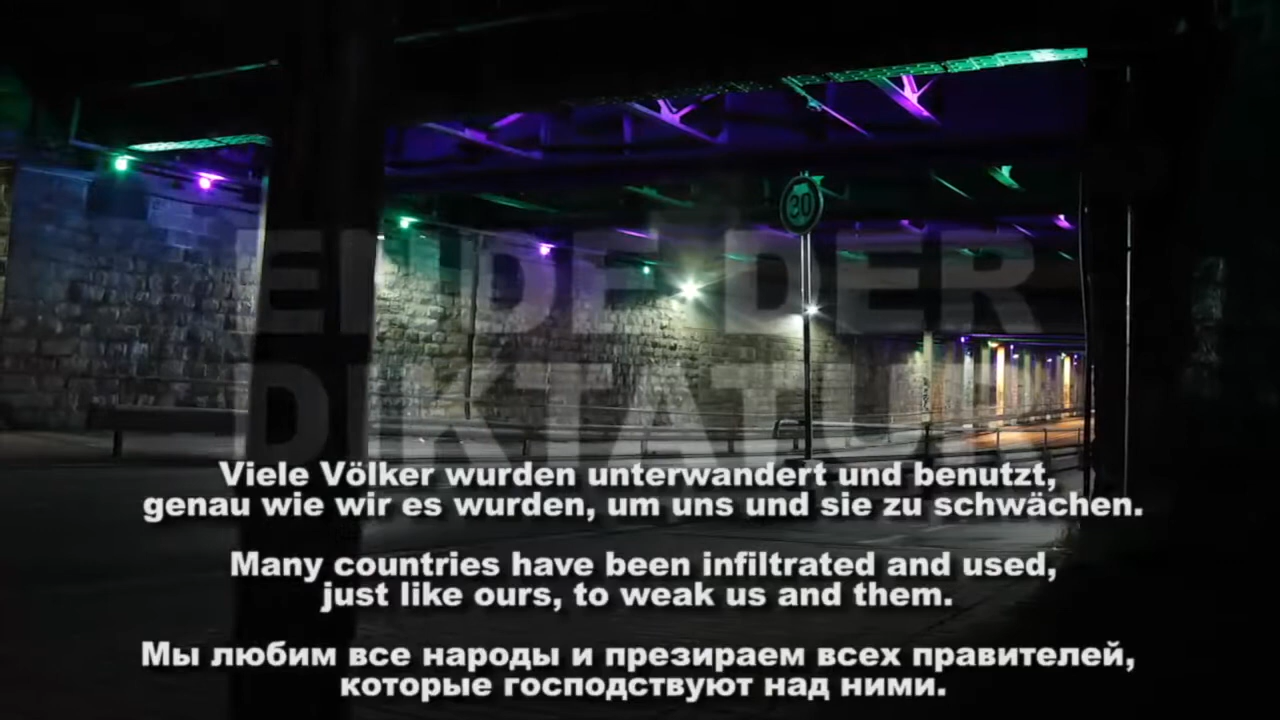 30
ENDE DER
DIKTATUR
Viele Völker wurden unterwandert und benutzt,
genau wie wir es wurden, um uns und sie zu schwächen.
Many countries have been infiltrated and used,
just like ours, to weak us and them.
Мы любим все народы и презираем всех правителей,
которые господствуют над ними.